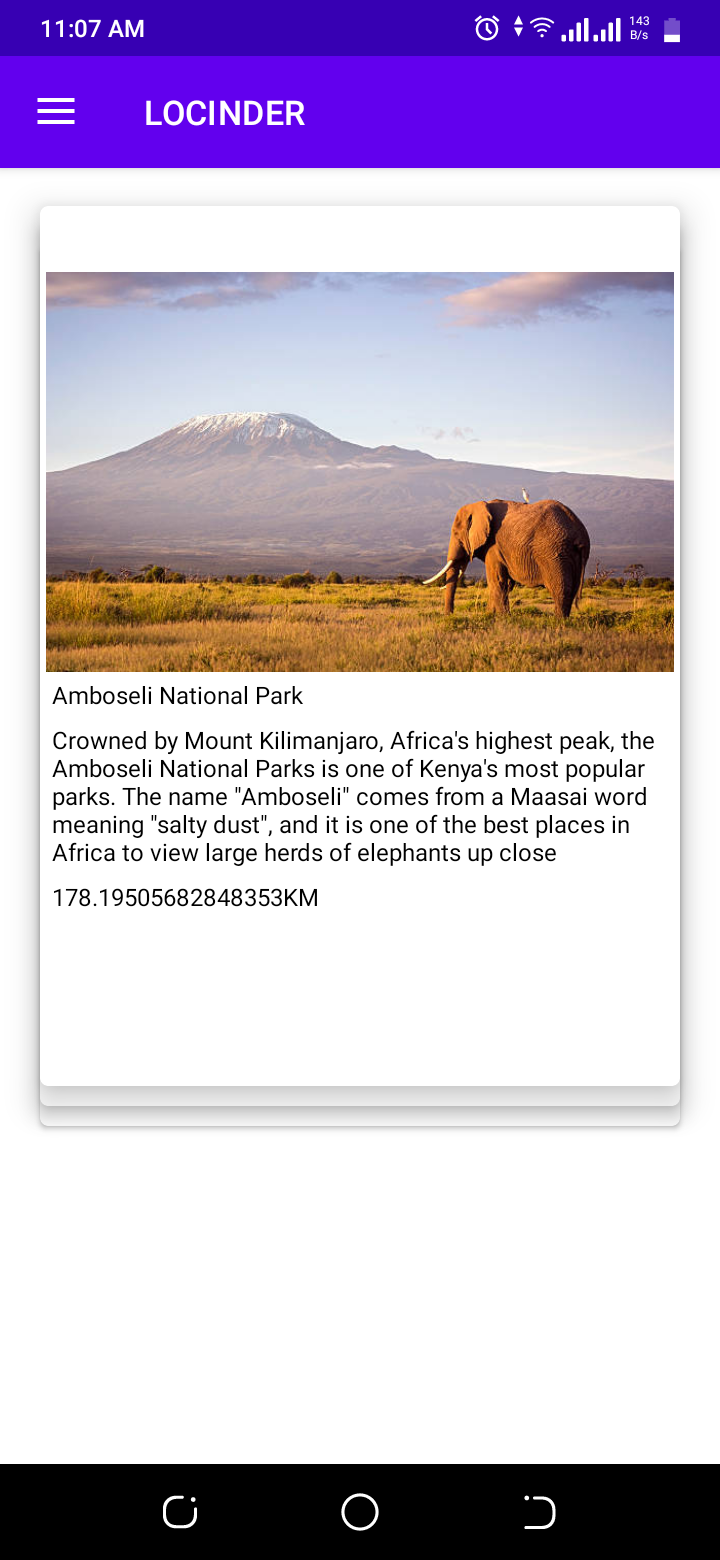 11:07 AM
143
B/s
LOCINDER
Amboseli National Park
Crowned by Mount Kilimanjaro, Africa's highest peak, the
Amboseli National Parks is one of Kenya's most popular
parks. The name "Amboseli" comes from a Maasai word
meaning "salty dust", and it is one of the best places in
Africa to view large herds of elephants up close
178.19505682848353KM